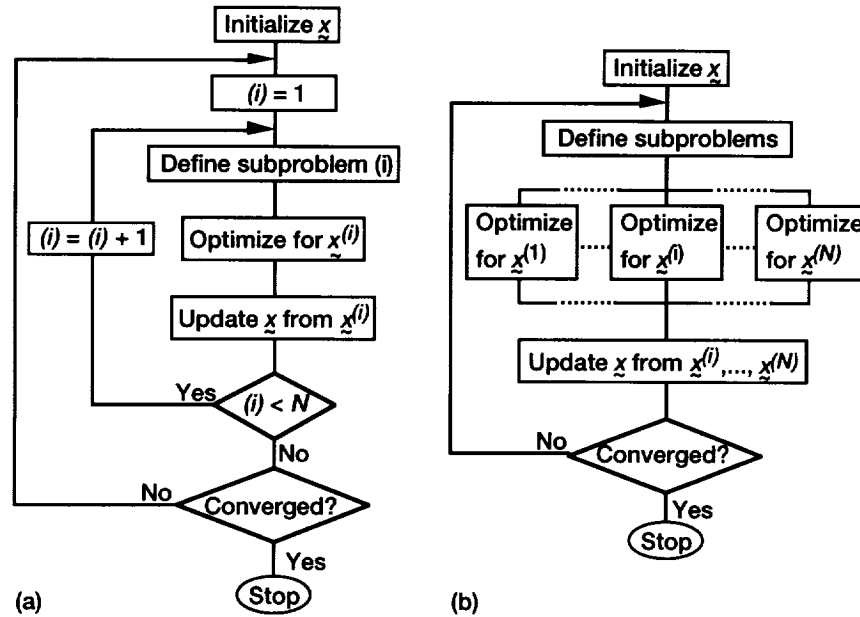 Initialize x
(i) = 1
Define subproblem (i)
(i) = (i) + 1
Optimize for x^(i)
Update x from x^(i)
Yes
(i) < N
No
No
Converged?
Yes
Stop
(a)
Initialize x
Define subproblems
Optimize
for x^(1)
Optimize
for x^(i)
Optimize
for x^(N)
Update x from x^(i),..., x^(N)
No
Converged?
Yes
Stop
(b)